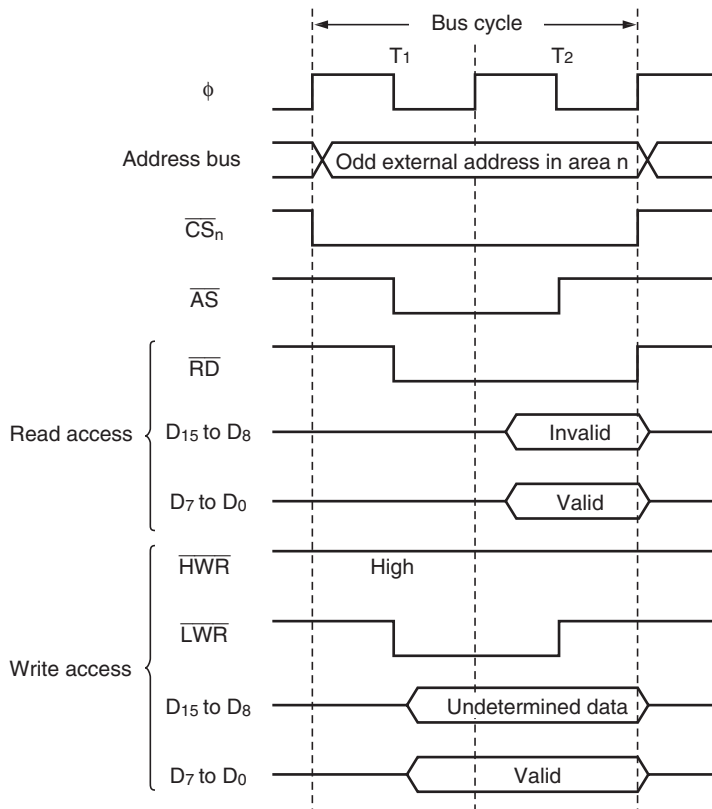 Bus cycle
T1
T2
ϕ
Address bus
Odd external address in area n
CSn
AS
RD
Read access
D15 to D8
Invalid
D7 to D0
Valid
HWR
High
LWR
Write access
D15 to D8
Undetermined data
D7 to D0
Valid